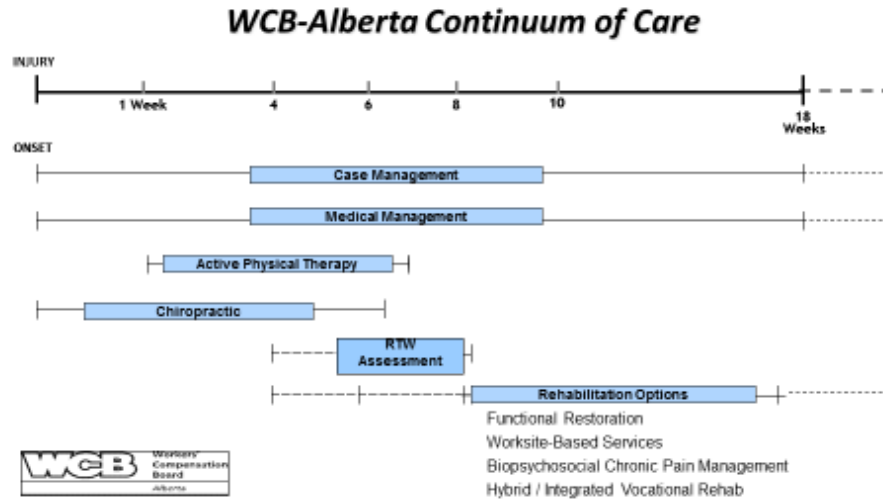 WCB-Alberta Continuum of Care
INJURY
1 Week 4 6 8 10 18
Weeks
ONSET
Case Management
Medical Management
Active Physical Therapy
Chiropractic
RTW
Assessment
Rehabilitation Options
Functional Restoration
Worksite-Based Services
Biopsychosocial Chronic Pain Management
Hybrid / Integrated Vocational Rehab
WCB
Workers'
Compensation
Board
Alberta